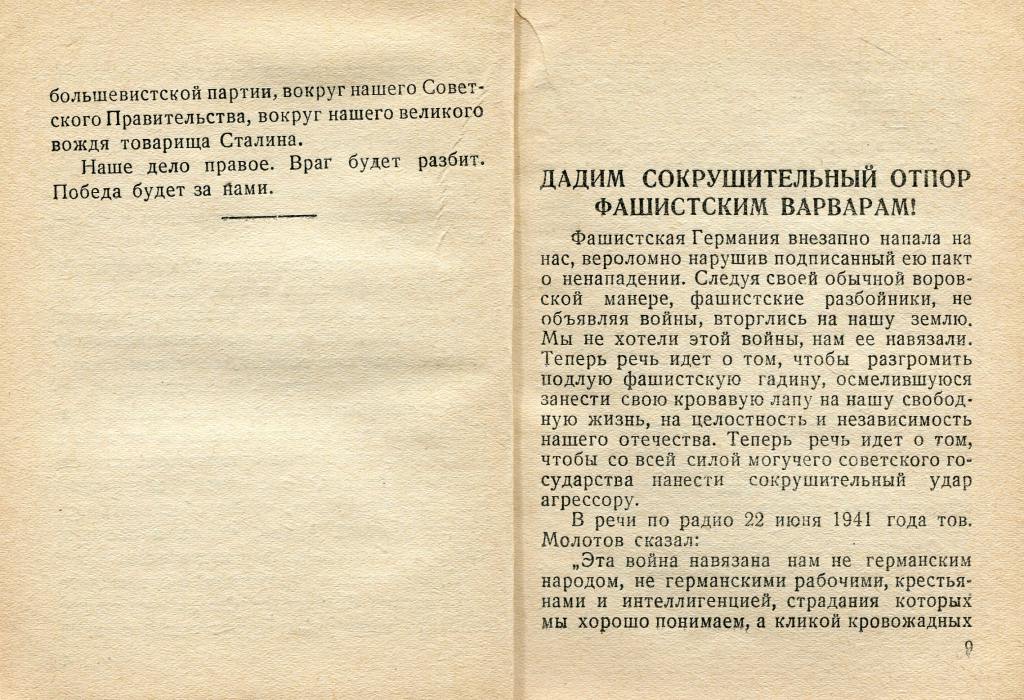 большевистской партии, вокруг нашего Совет-
ского Правительства, вокруг нашего великого
вождя товарища Сталина.
Наше дело правое. Враг будет разбит.
Победа будет за нами.
ДАДИМ СОКРУШИТЕЛЬНЫЙ ОТПОР
ФАШИСТСКИМ ВАРВАРАМ!
Фашистская Германия внезапно напала на
нас, вероломно нарушив подписанный ею пакт
о ненападении. Следуя своей обычной воров-
ской манере, фашистские разбойники, не
объявляя войны, вторглись на нашу землю.
Мы не хотели этой войны, нам ее навязали.
Теперь речь идет о том, чтобы разгромить
подлую фашистскую гадину, осмелившуюся
занести свою кровавую лапу на нашу свобод-
ную жизнь, на целостность и независимость
нашего отечества. Теперь речь идет о том,
чтобы со всей силой могучего советского го-
сударства нанести сокрушительный удар
агрессору.
В речи по радио 22 июня 1941 года тов.
Молотов сказал:
„Эта война навязана нам не германским
народом, не германскими рабочими, крестья-
нами и интеллигенцией, страдания которых
мы хорошо понимаем, а кликой кровожадных
9